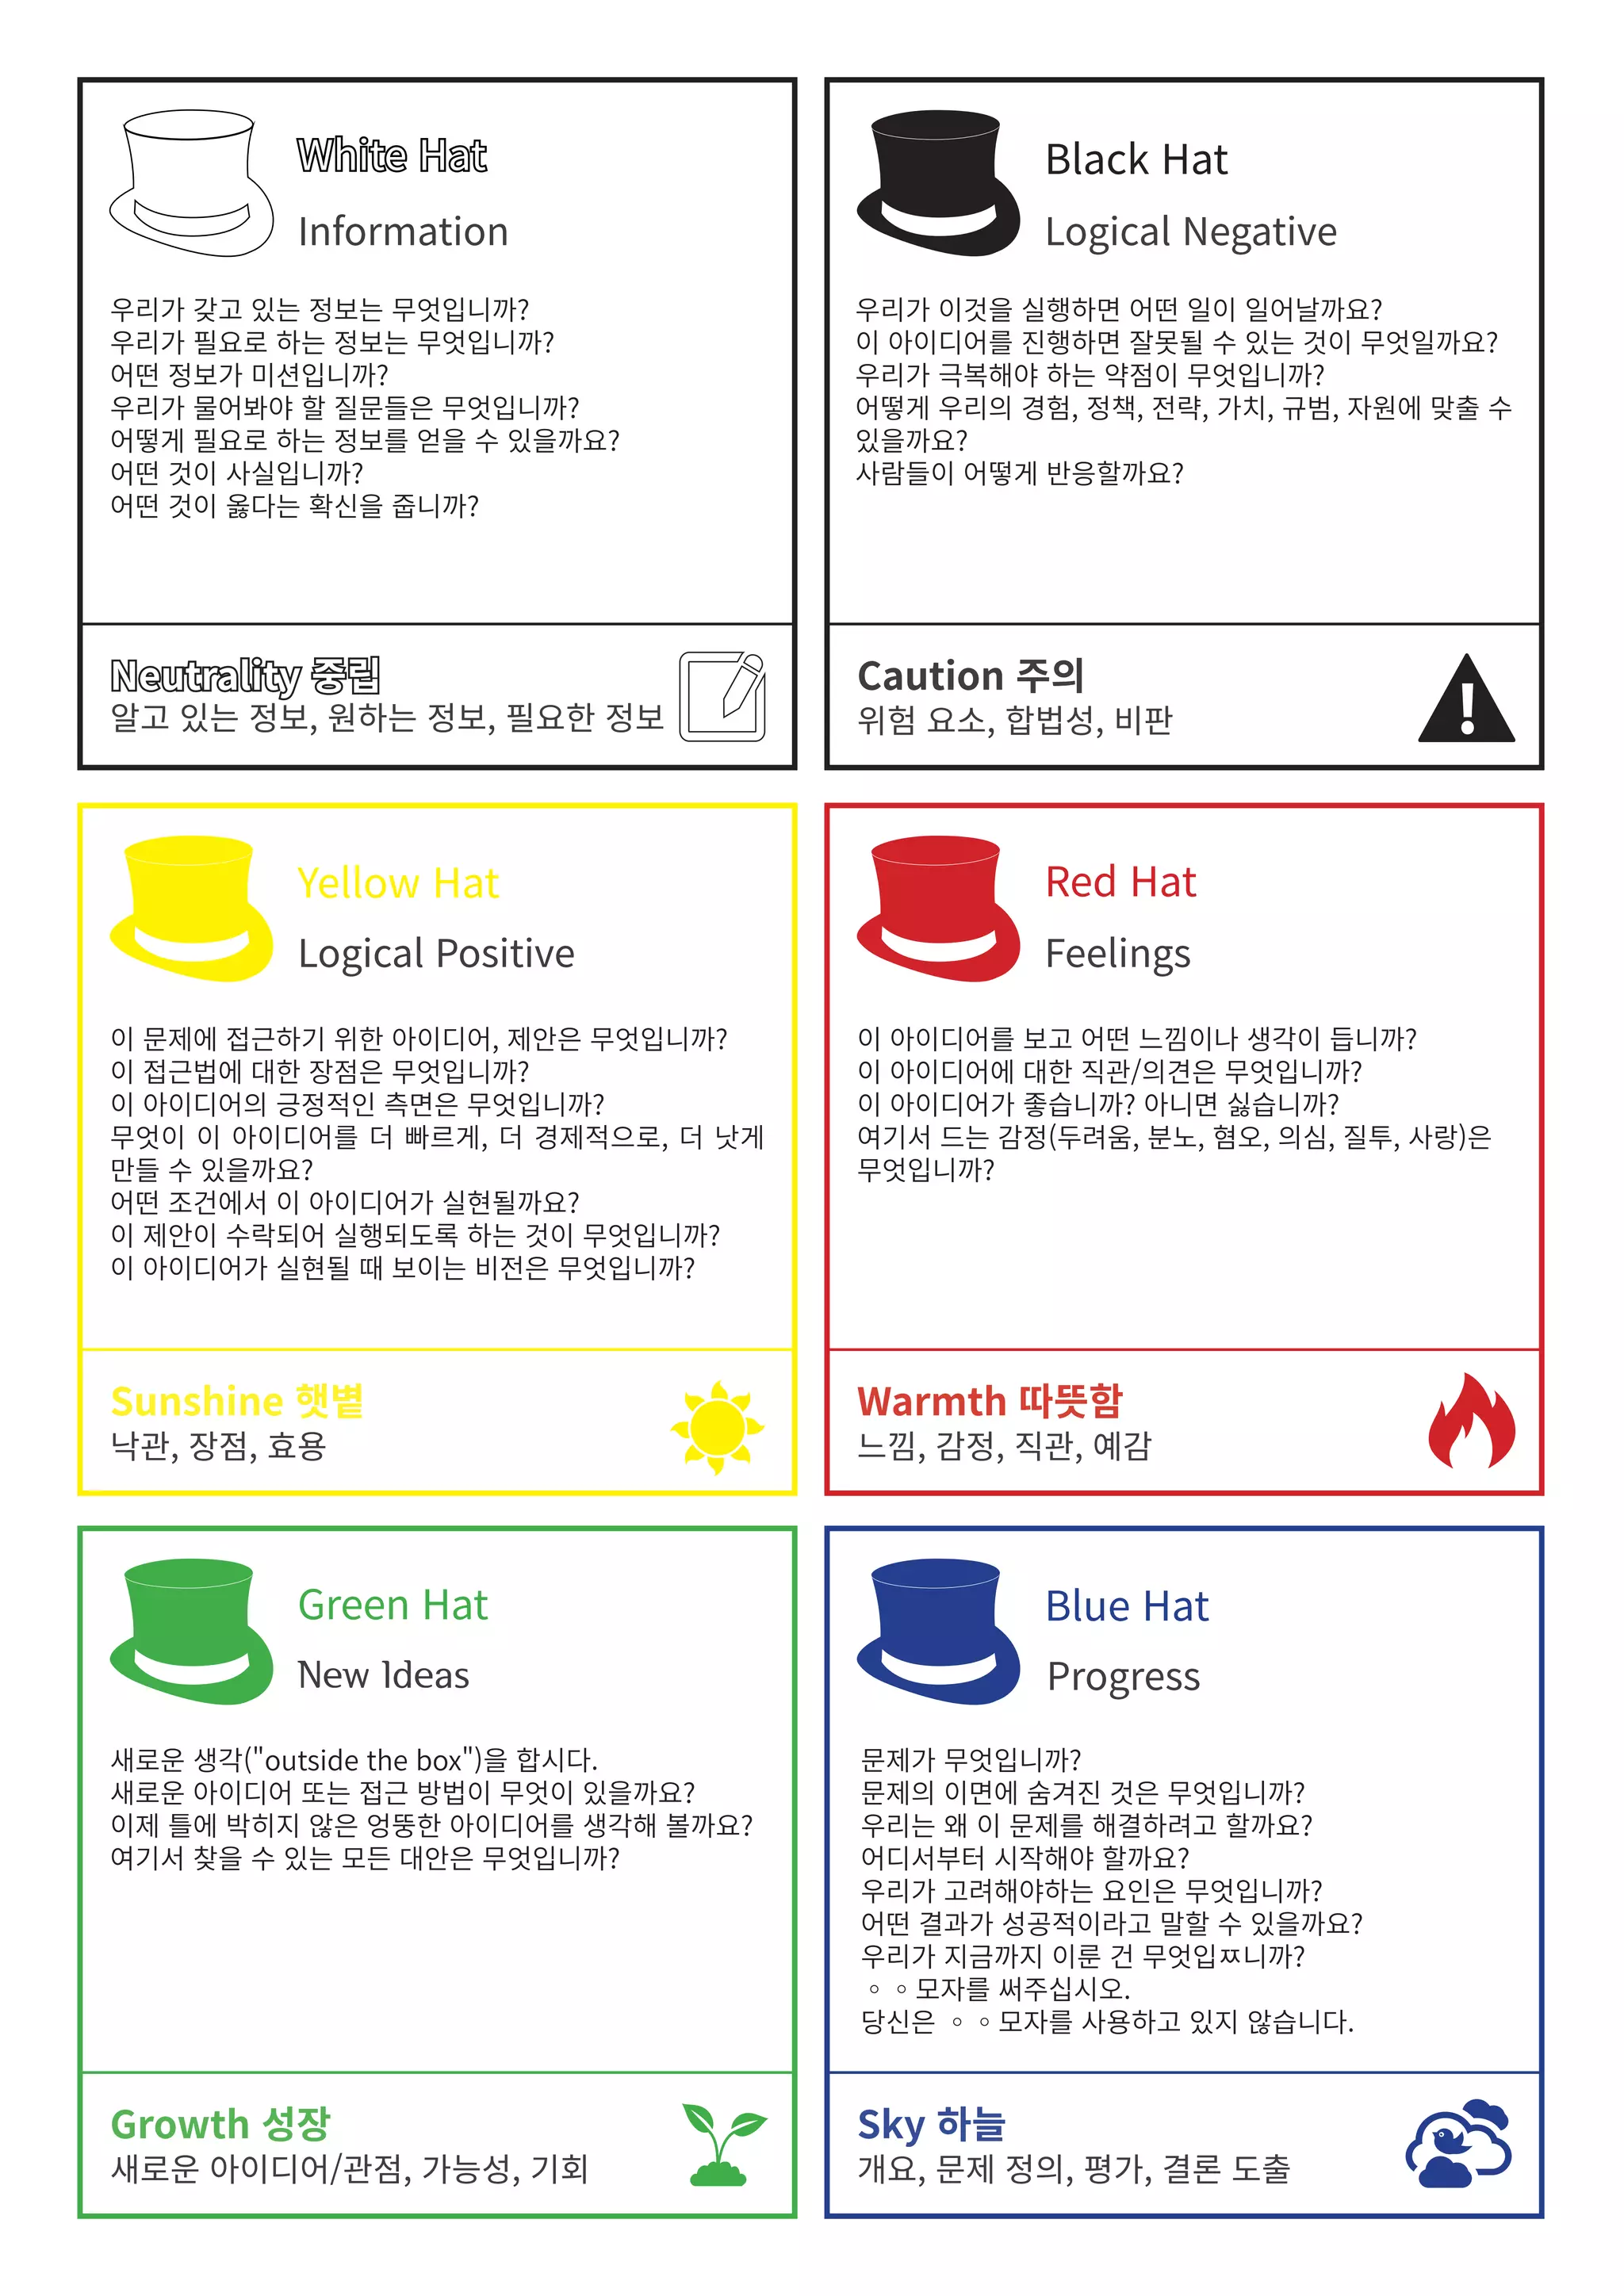 White Hat
Information
우리가 갖고 있는 정보는 무엇입니까?
우리가 필요로 하는 정보는 무엇입니까?
어떤 정보가 미션입니까?
우리가 물어봐야 할 질문들은 무엇입니까?
어떻게 필요로 하는 정보를 얻을 수 있을까요?
어떤 것이 사실입니까?
어떤 것이 옳다는 확신을 줍니까?
Neutrality 중립
알고 있는 정보, 원하는 정보, 필요한 정보
Black Hat
Logical Negative
우리가 이것을 실행하면 어떤 일이 일어날까요?
이 아이디어를 진행하면 잘못될 수 있는 것이 무엇일까요?
우리가 극복해야 하는 약점이 무엇입니까?
어떻게 우리의 경험, 정책, 전략, 가치, 규범, 자원에 맞출 수
있을까요?
사람들이 어떻게 반응할까요?
Caution 주의
위험 요소, 합법성, 비판
Yellow Hat
Logical Positive
이 문제에 접근하기 위한 아이디어, 제안은 무엇입니까?
이 접근법에 대한 장점은 무엇입니까?
이 아이디어의 긍정적인 측면은 무엇입니까?
무엇이 이 아이디어를 더 빠르게, 더 경제적으로, 더 낫게
만들 수 있을까요?
어떤 조건에서 이 아이디어가 실현될까요?
이 제안이 수락되어 실행되도록 하는 것이 무엇입니까?
이 아이디어가 실현될 때 보이는 비전은 무엇입니까?
Sunshine 햇볕
낙관, 장점, 효용
Red Hat
Feelings
이 아이디어를 보고 어떤 느낌이나 생각이 듭니까?
이 아이디어에 대한 직관/의견은 무엇입니까?
이 아이디어가 좋습니까? 아니면 싫습니까?
여기서 드는 감정(두려움, 분노, 혐오, 의심, 질투, 사랑)은
무엇입니까?
Warmth 따뜻함
느낌, 감정, 직관, 예감
Green Hat
New Ideas
새로운 생각("outside the box")을 합시다.
새로운 아이디어 또는 접근 방법이 무엇이 있을까요?
이제 틀에 박히지 않은 엉뚱한 아이디어를 생각해 볼까요?
여기서 찾을 수 있는 모든 대안은 무엇입니까?
Growth 성장
새로운 아이디어/관점, 가능성, 기회
Blue Hat
Progress
문제가 무엇입니까?
문제의 이면에 숨겨진 것은 무엇입니까?
우리는 왜 이 문제를 해결하려고 할까요?
어디서부터 시작해야 할까요?
우리가 고려해야하는 요인은 무엇입니까?
어떤 결과가 성공적이라고 말할 수 있을까요?
우리가 지금까지 이룬 건 무엇입ㅉ니까?
◦◦모자를 써주십시오.
당신은 ◦◦모자를 사용하고 있지 않습니다.
Sky 하늘
개요, 문제 정의, 평가, 결론 도출